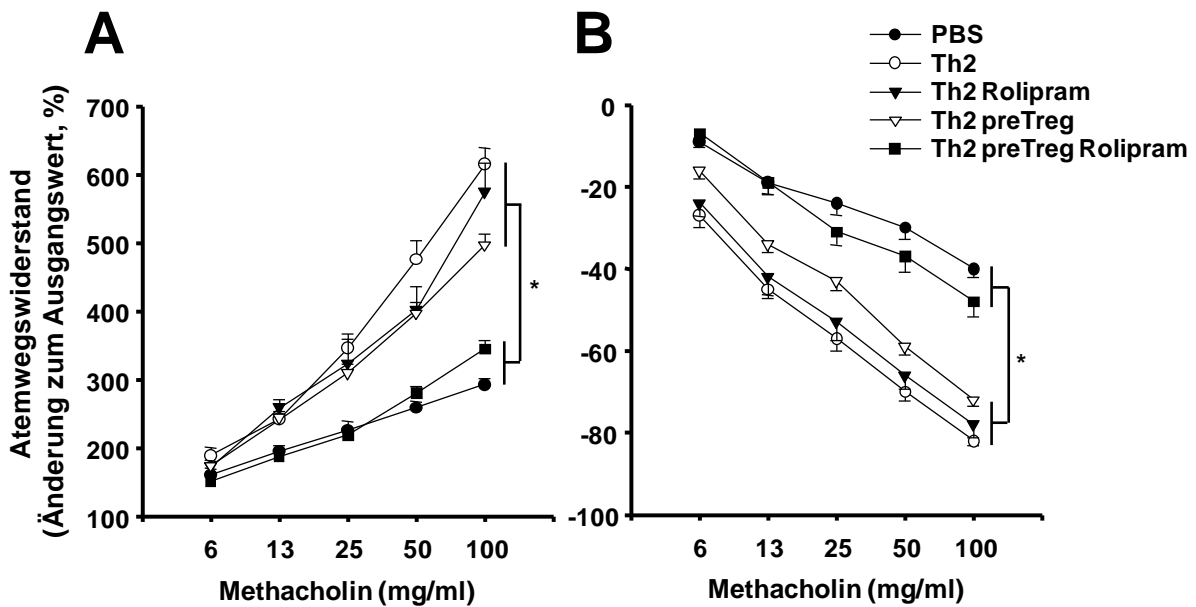 A
B
PBS
Th2
Th2 Rolipram
Th2 preTreg
Th2 preTreg Rolipram
Atemwegswiderstand
(Änderung zum Ausgangswert, %)
700
600
500
400
300
200
100
*
6 13 25 50 100
Methacholin (mg/ml)
0
-20
-40
-60
-80
-100
*
6 13 25 50 100
Methacholin (mg/ml)